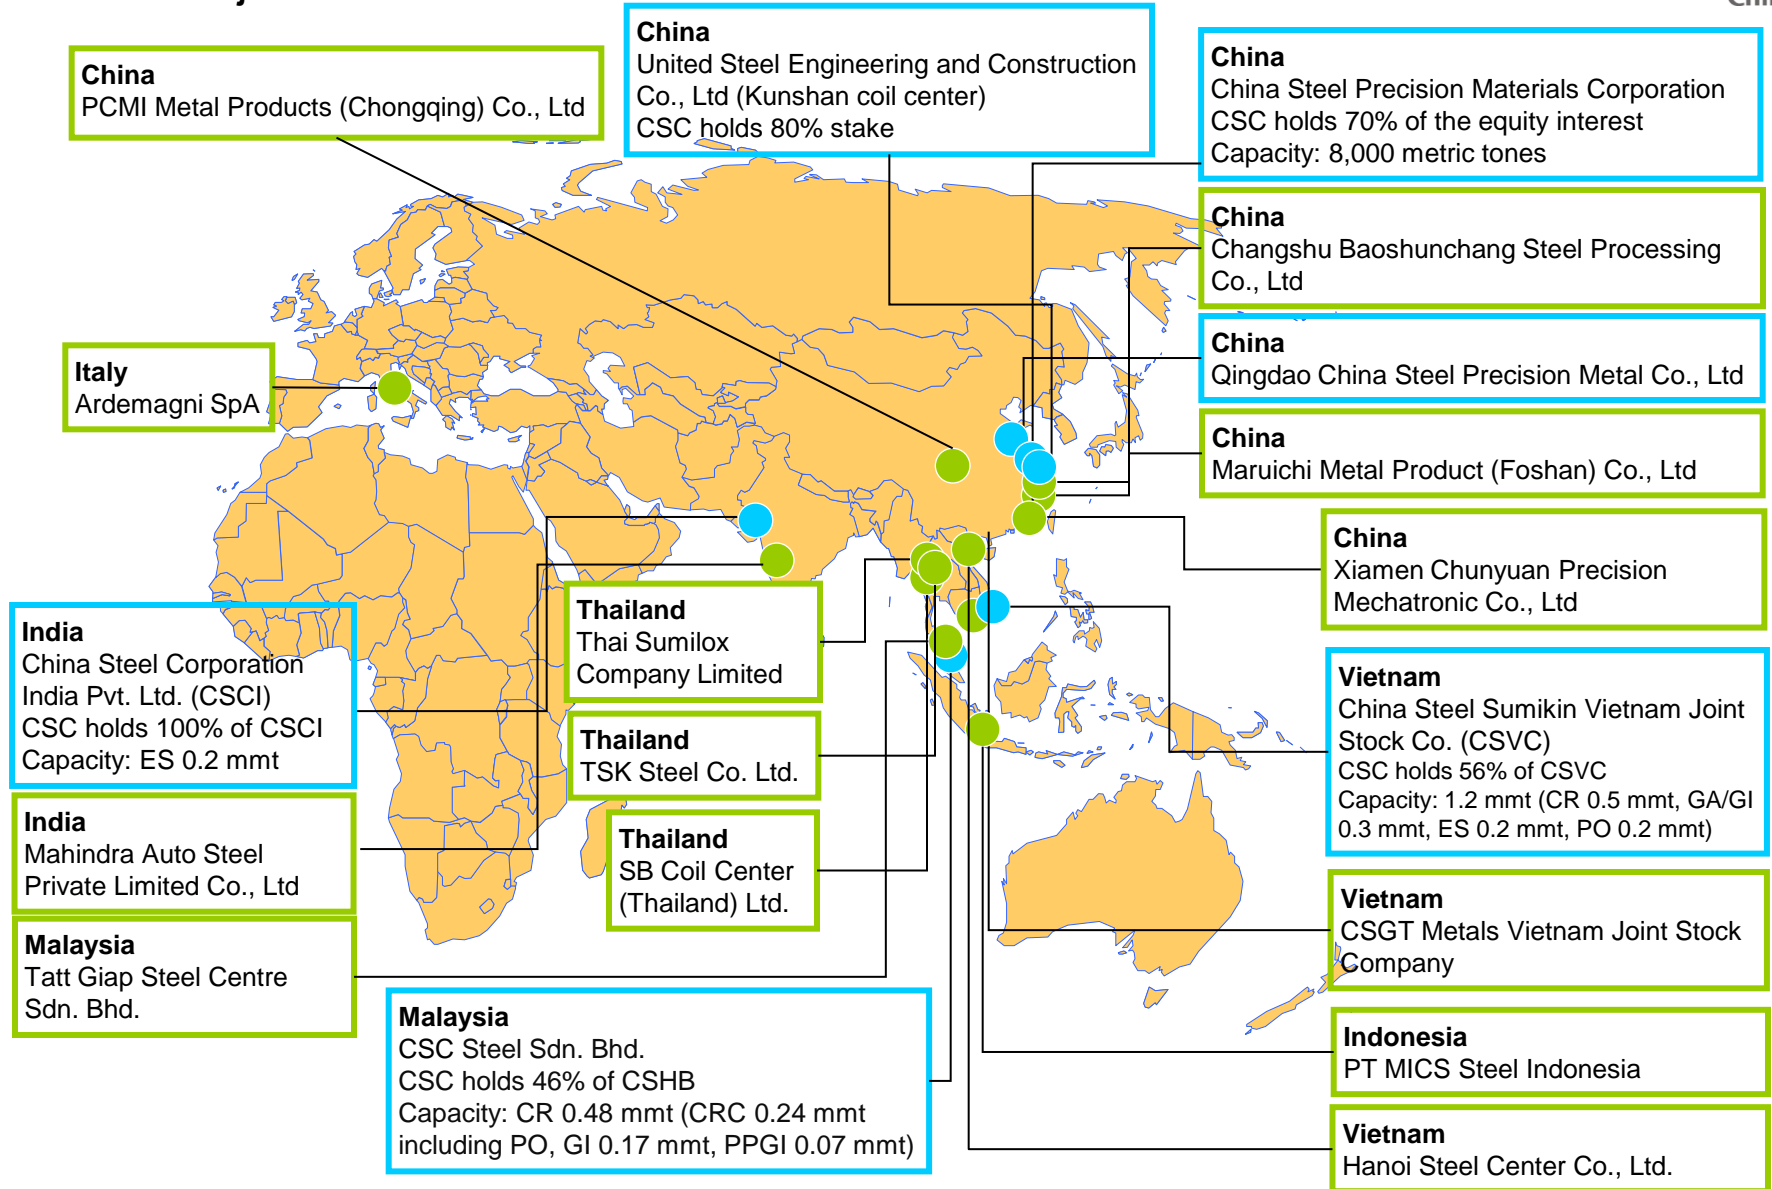 China
PCMI Metal Products (Chongqing) Co., Ltd
China
United Steel Engineering and Construction
Co., Ltd (Kunshan coil center)
CSC holds 80% stake
China
China Steel Precision Materials Corporation
CSC holds 70% of the equity interest
Capacity: 8,000 metric tones
China
Changshu Baoshunchang Steel Processing
Co., Ltd
China
Qingdao China Steel Precision Metal Co., Ltd
China
Maruichi Metal Product (Foshan) Co., Ltd
China
Xiamen Chunyuan Precision
Mechatronic Co., Ltd
Italy
Ardemagni SpA
India
China Steel Corporation
India Pvt. Ltd. (CSCI)
CSC holds 100% of CSCI
Capacity: ES 0.2 mmt
India
Mahindra Auto Steel
Private Limited Co., Ltd
Malaysia
Tatt Giap Steel Centre
Sdn. Bhd.
Thailand
Thai Sumilox
Company Limited
Thailand
TSK Steel Co. Ltd.
Thailand
SB Coil Center
(Thailand) Ltd.
Malaysia
CSC Steel Sdn. Bhd.
CSC holds 46% of CSHB
Capacity: CR 0.48 mmt (CRC 0.24 mmt
including PO, GI 0.17 mmt, PPGI 0.07 mmt)
Vietnam
China Steel Sumikin Vietnam Joint
Stock Co. (CSVC)
CSC holds 56% of CSVC
Capacity: 1.2 mmt (CR 0.5 mmt, GA/GI
0.3 mmt, ES 0.2 mmt, PO 0.2 mmt)
Vietnam
CSGT Metals Vietnam Joint Stock
Company
Indonesia
PT MICS Steel Indonesia
Vietnam
Hanoi Steel Center Co., Ltd.